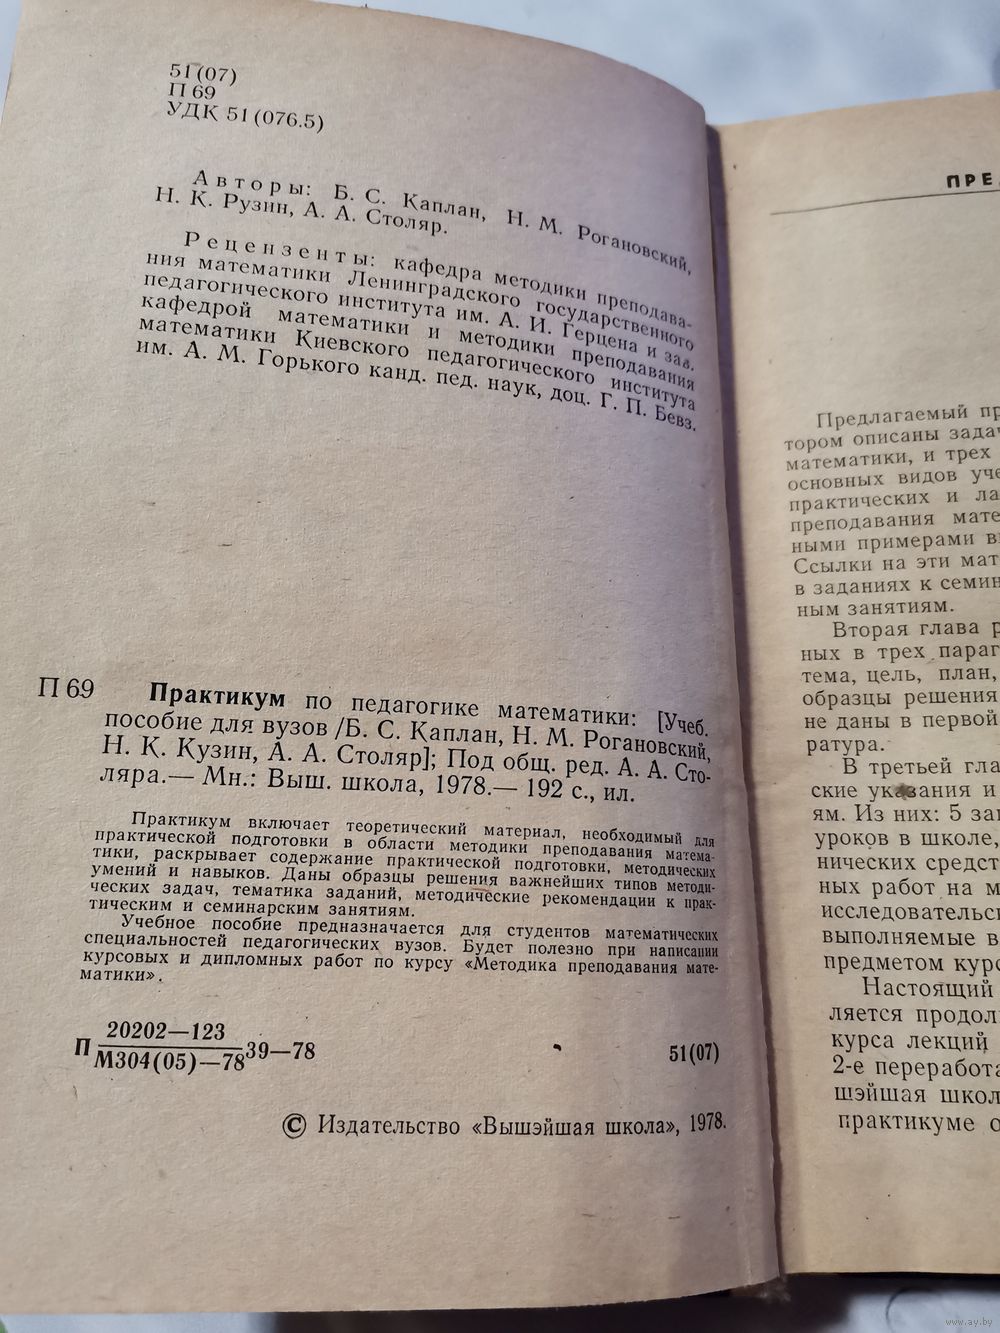 51(07)
П 69
УДК 51(076.5)
Авторы: Б. С. Каплан, Н. М. Рогановский,
Н. К. Рузин, А. А. Столяр.
Рецензенты: кафедра методики преподава-
ния математики Ленинградского государственного
педагогического института им. А. И. Герцена и зав.
кафедрой математики и методики преподавания
математики Киевского педагогического института
им. А. М. Горького канд. пед. наук, доц. Г. П. Бевз.
П 69 Практикум по педагогике математики: [Учеб.
пособие для вузов /Б. С. Каплан, Н. М. Рогановский,
Н. К. Кузин, А. А. Столяр]; Под общ. ред. А. А. Сто-
ляра.— Мн.: Выш. школа, 1978.— 192 с., ил.
Практикум включает теоретический материал, необходимый для
практической подготовки в области методики преподавания матема-
тики, раскрывает содержание практической подготовки, методических
умений и навыков. Даны образцы решения важнейших типов методи-
ческих задач, тематика заданий, методические рекомендации к прак-
тическим и семинарским занятиям.
Учебное пособие предназначается для студентов математических
специальностей педагогических вузов. Будет полезно при написании
курсовых и дипломных работ по курсу «Методика преподавания мате-
матики».
20202—123
П 39—78 51(07)
М304(05)—78
© Издательство «Вышэйшая школа», 1978.
ПРЕ
Предлагаемый пр
тором описаны задач
математики, и трех
основных видов уче
практических и ла
преподавания мате
ными примерами в
Ссылки на эти мат
в заданиях к семин
ным занятиям.
Вторая глава р
ных в трех параг
тема, цель, план,
образцы решения
не даны в первой
ратура.
В третьей гла
ские указания и
ям. Из них: 5 за
уроков в школе,
нических средст
ных работ на м
исследовательс
выполняемые в
предметом курс
Настоящий
ляется продол
курса лекций
2-е переработа
шэйшая школ
практикуме о
www.ay.by